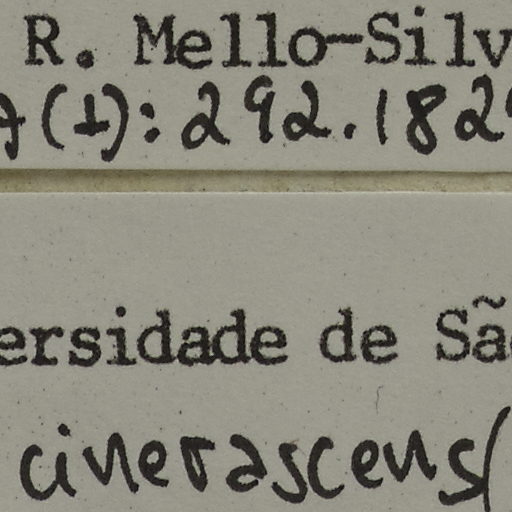 R. Mello-Silv
(1): 292.182
ersidade de Sã
cinerascens(